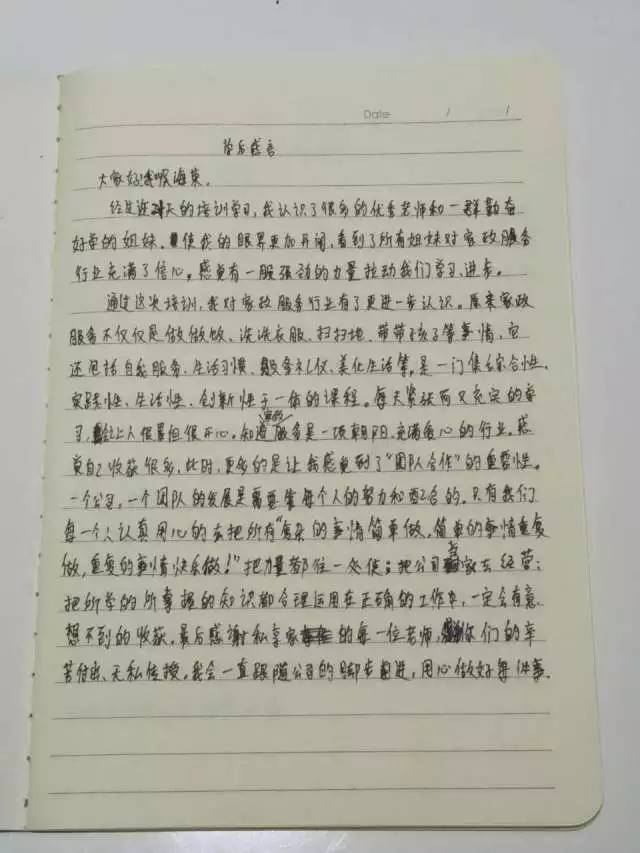 Date / /
学后感言
大家好我呀海荣。
经过近天的培训学习,我认识了很多的优秀老师和一群勤奋
好学的姐妹。使我的眼界更加开阔,看到了所有姐妹对家政服务
行业充满了信心。感觉有一股强劲的力量拉动我们学习、进步。
通过这次培训,我对家政服务行业有了更进一步认识。原来家政
服务不仅仅是做做饭、洗洗衣服、扫扫地、带带孩子等事情,它
还包括自我服务、生活习惯、服务礼仪、美化生活等,是一门集综合性、
实践性、生活性、创新性于一体的课程。每天紧张而又充定的学
习,让人很累但很开心。知道家政服务是一项朝阳、充满爱心的行业。感
觉自己收获很多,此时,更多的是让我感觉到了“团队合作”的重要性。
一个公司,一个团队的发展是需要靠每个人的努力和配合的。只有我们
每一个人认真用心的去把所有“复杂的事情简单做,简单的事情重复
做,重复的事情快乐做!”把力量都往一处使;把公司当家去经营;
把所学的所掌握的知识都合理运用在正确的工作中,一定会有意
想不到的收获。最后感谢私享家的每一位老师,你们的辛
苦付出、无私传授。我会一直跟随公司的脚步前进,用心做好每件事。